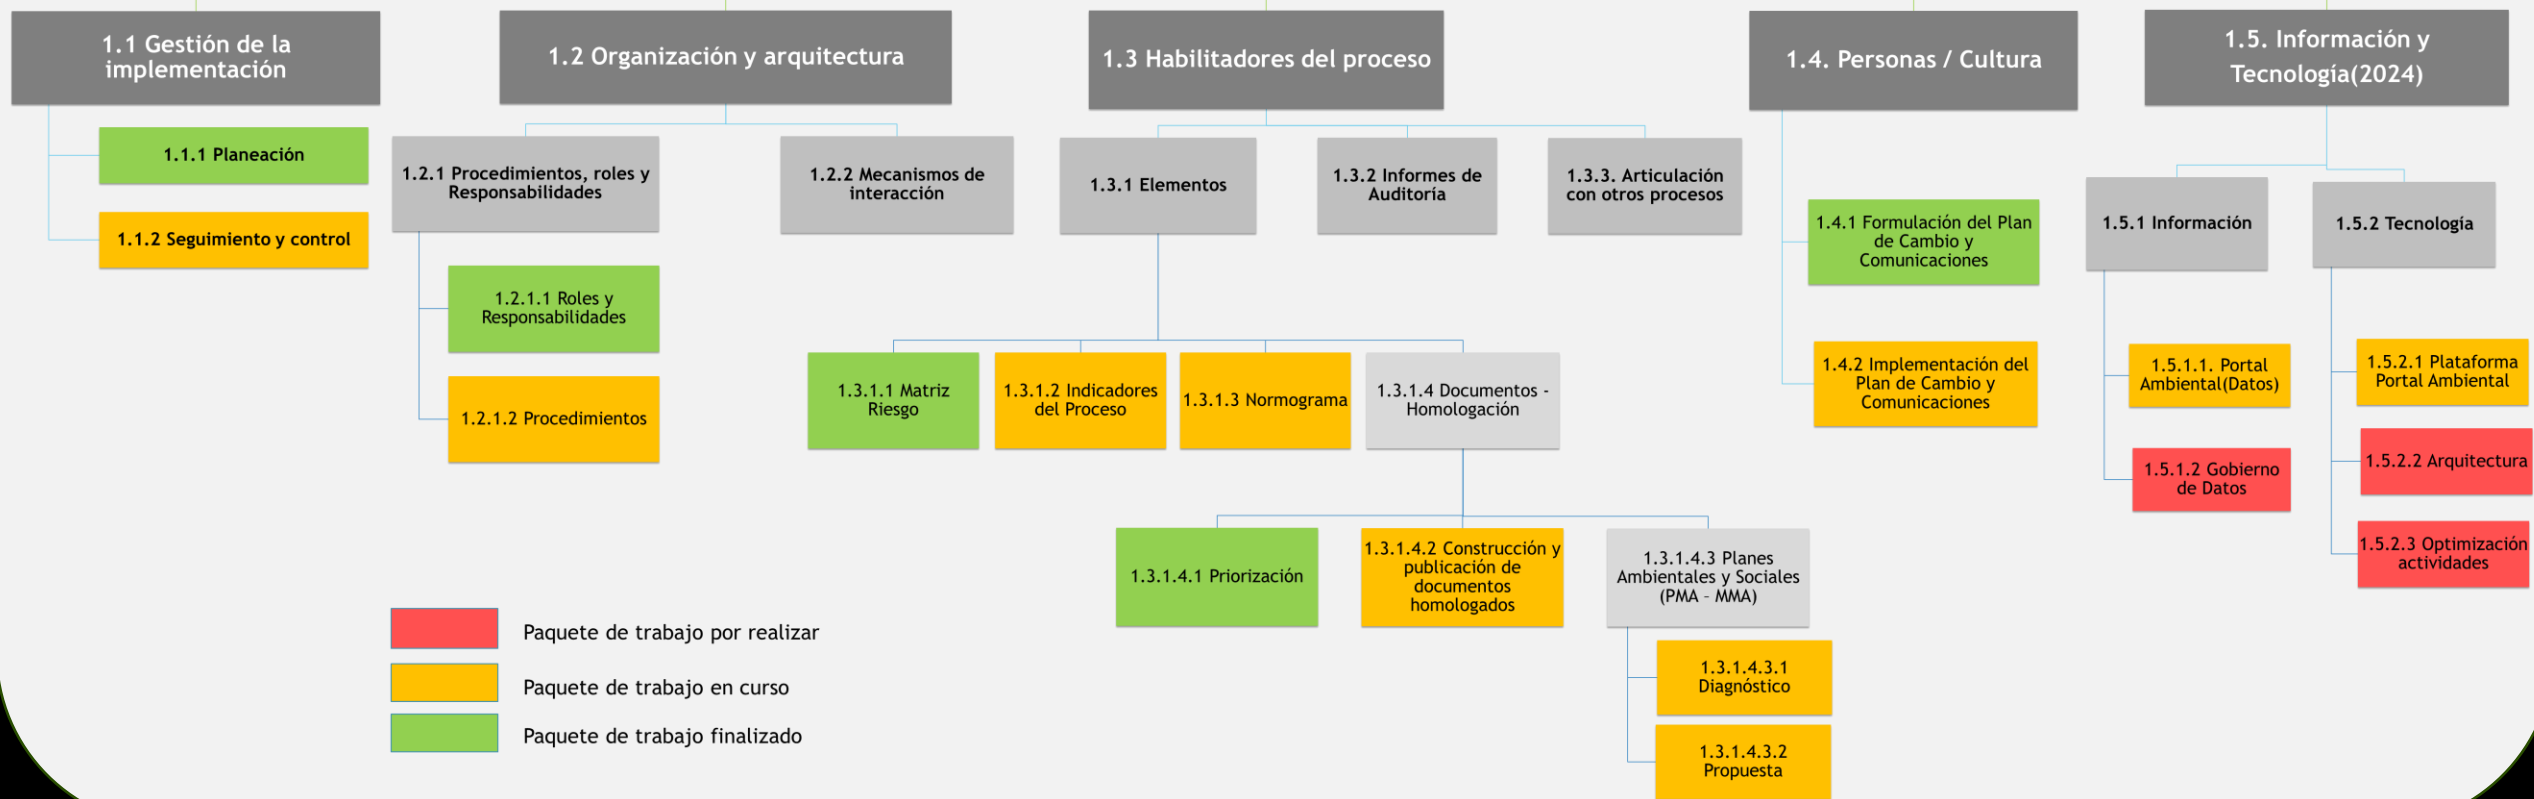 1.1 Gestión de la
implementación
1.2 Organización y arquitectura
1.3 Habilitadores del proceso
1.4. Personas / Cultura
1.5. Información y
Tecnología(2024)
1.1.1 Planeación
1.1.2 Seguimiento y control
1.2.1 Procedimientos, roles y
Responsabilidades
1.2.2 Mecanismos de
interacción
1.2.1.1 Roles y
Responsabilidades
1.2.1.2 Procedimientos
1.3.1 Elementos
1.3.2 Informes de
Auditoría
1.3.3. Articulación
con otros procesos
1.3.1.1 Matriz
Riesgo
1.3.1.2 Indicadores
del Proceso
1.3.1.3 Normograma
1.3.1.4 Documentos -
Homologación
1.3.1.4.1 Priorización
1.3.1.4.2 Construcción y
publicación de
documentos
homologados
1.3.1.4.3 Planes
Ambientales y Sociales
(PMA – MMA)
1.3.1.4.3.1
Diagnóstico
1.3.1.4.3.2
Propuesta
1.4.1 Formulación del Plan
de Cambio y
Comunicaciones
1.4.2 Implementación del
Plan de Cambio y
Comunicaciones
1.5.1 Información
1.5.2 Tecnología
1.5.1.1. Portal
Ambiental(Datos)
1.5.1.2 Gobierno
de Datos
1.5.2.1 Plataforma
Portal Ambiental
1.5.2.2 Arquitectura
1.5.2.3 Optimización
actividades
Paquete de trabajo por realizar
Paquete de trabajo en curso
Paquete de trabajo finalizado